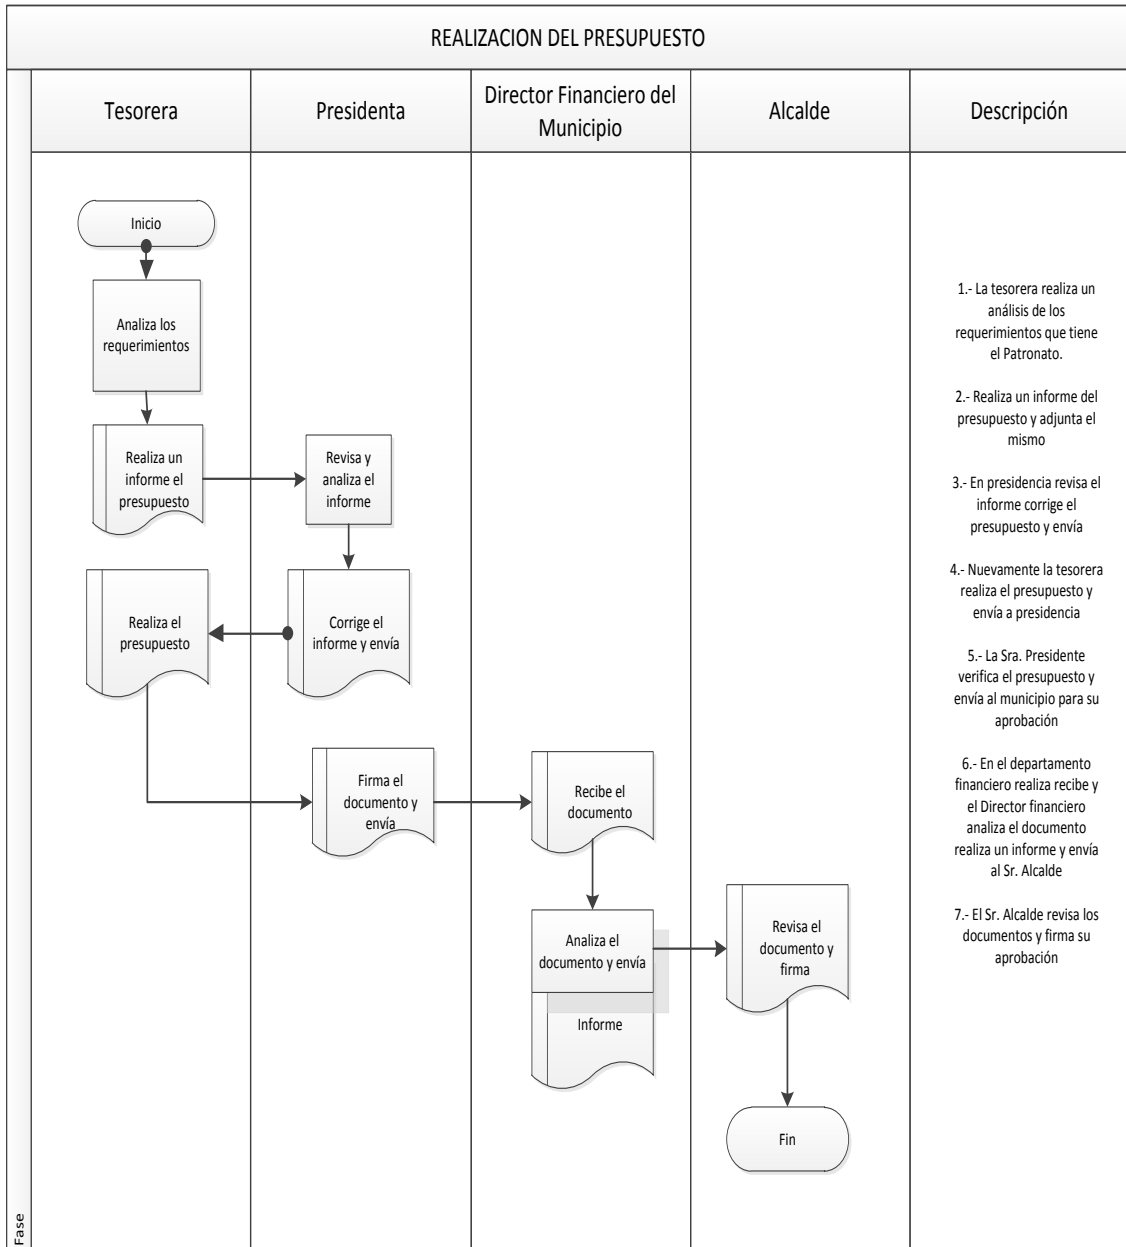 REALIZACION DEL PRESUPUESTO
Tesorera
Presidenta
Director Financiero del
Municipio
Alcalde
Descripción
Inicio
Analiza los
requerimientos
Realiza un
informe el
presupuesto
Revisa y
analiza el
informe
Realiza el
presupuesto
Corrige el
informe y envía
Firma el
documento y
envía
Recibe el
documento
Analiza el
documento y envía
Informe
Revisa el
documento y
firma
Fin
1.- La tesorera realiza un
análisis de los
requerimientos que tiene
el Patronato.
2.- Realiza un informe del
presupuesto y adjunta el
mismo
3.- En presidencia revisa el
informe corrige el
presupuesto y envía
4.- Nuevamente la tesorera
realiza el presupuesto y
envía a presidencia
5.- La Sra. Presidente
verifica el presupuesto y
envía al municipio para su
aprobación
6.- En el departamento
financiero realiza recibe y
el Director financiero
analiza el documento
realiza un informe y envía
al Sr. Alcalde
7.- El Sr. Alcalde revisa los
documentos y firma su
aprobación
Fase